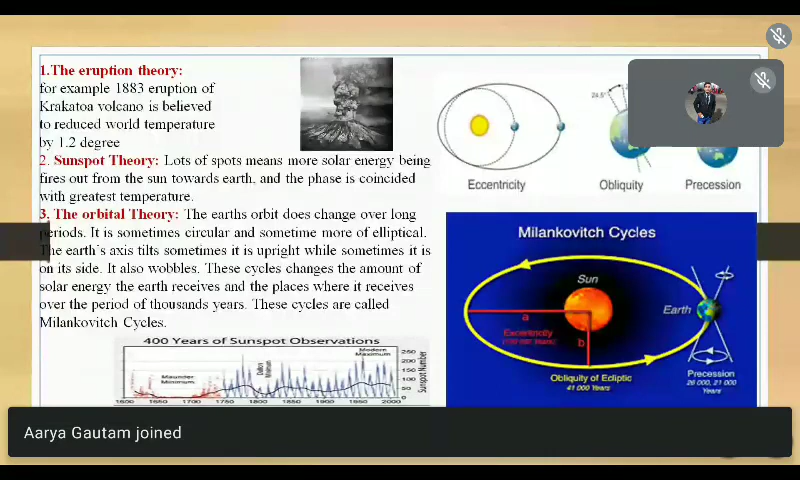 1.The eruption theory:
for example 1883 eruption of
Krakatoa volcano is believed
to reduced world temperature
by 1.2 degree
2. Sunspot Theory: Lots of spots means more solar energy being
fires out from the sun towards earth, and the phase is coincided
with greatest temperature.
3. The orbital Theory: The earths orbit does change over long
periods. It is sometimes circular and sometime more of elliptical.
The earth's axis tilts sometimes it is upright while sometimes it is
on its side. It also wobbles. These cycles changes the amount of
solar energy the earth receives and the places where it receives
over the period of thousands years. These cycles are called
Milankovitch Cycles.
24.5°
Eccentricity
Obliquity
Precession
Milankovitch Cycles
Sun
Earth
a
b
Obliquity of Ecliptic
41 000 Years
Precession
Years
400 Years of Sunspot Observations
Modern
Maximum
Maunder
Minimum
Minimum
Sunspot Number
250
200
150
100
50
0
1600
1650
1700
1750
1800
1850
1900
1950
2000
Aarya Gautam joined